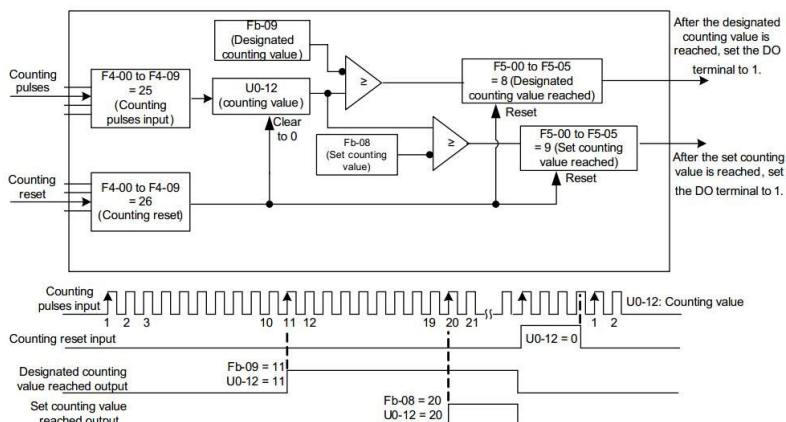 Fb-09
(Designated
counting value)
After the designated
counting value is
reached, set the DO
terminal to 1.
Counting
pulses
F4-00 to F4-09
= 25
(Counting
pulses input)
U0-12
(counting value)
≥
F5-00 to F5-05
= 8 (Designated
counting value reached)
Reset
Clear
to 0
Fb-08
(Set counting
value)
≥
F5-00 to F5-05
= 9 (Set counting
value reached)
Reset
After the set counting
value is reached, set
the DO terminal to 1.
Counting
reset
F4-00 to F4-09
= 26
(Counting reset)
Counting
pulses input
U0-12: Counting value
1 2 3 10 11 12 19 20 21 1 2
Counting reset input
U0-12 = 0
Designated counting
value reached output
Fb-09 = 11
U0-12 = 11
Set counting value
reached output
Fb-08 = 20
U0-12 = 20